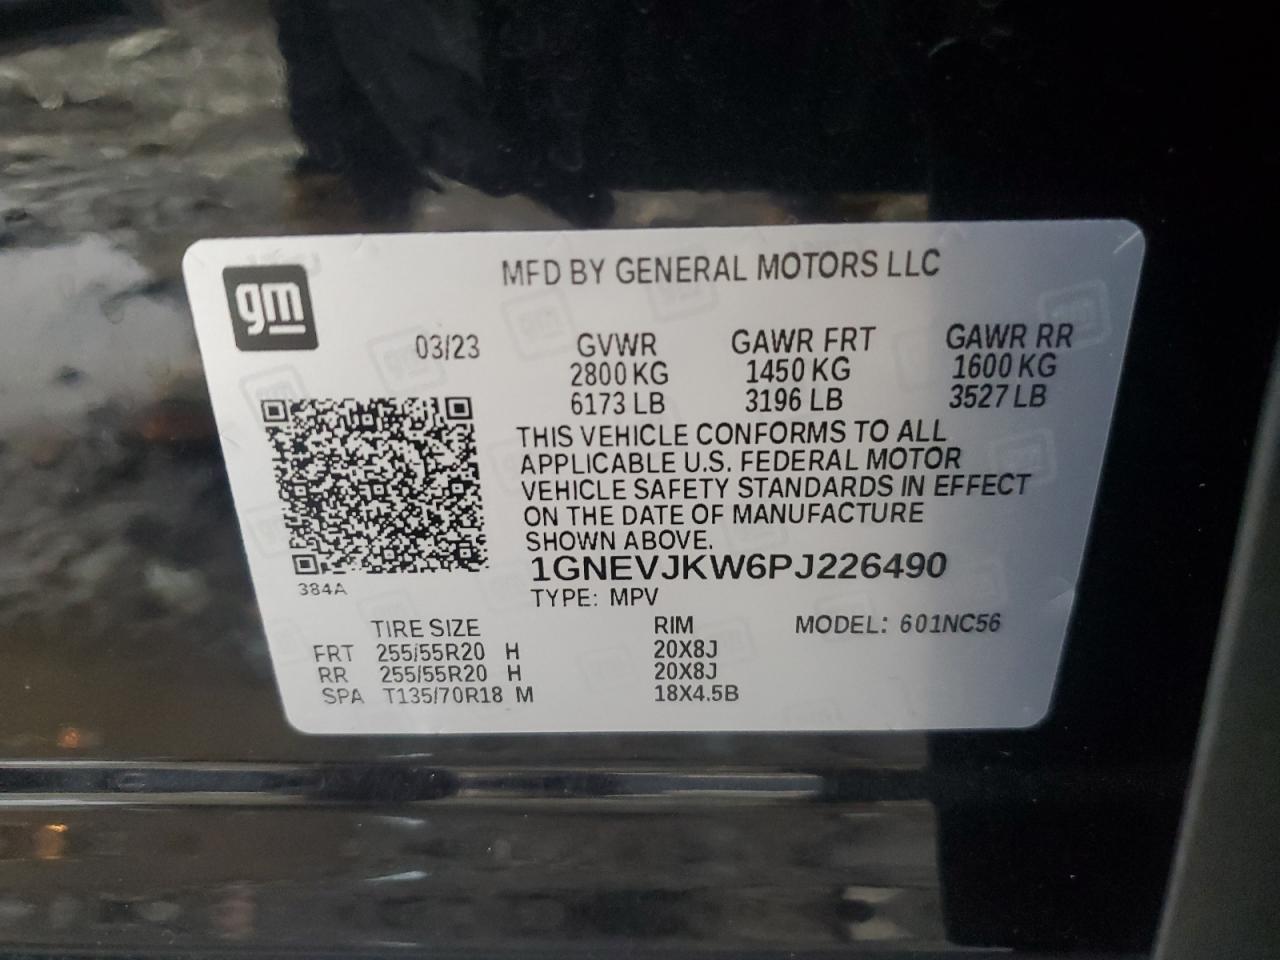 gm
MFD BY GENERAL MOTORS LLC
03/23
GVWR GAWR FRT GAWR RR
2800 KG 1450 KG 1600 KG
6173 LB 3196 LB 3527 LB
THIS VEHICLE CONFORMS TO ALL
APPLICABLE U.S. FEDERAL MOTOR
VEHICLE SAFETY STANDARDS IN EFFECT
ON THE DATE OF MANUFACTURE
SHOWN ABOVE.
1GNEVJKW6PJ226490
384A
TYPE: MPV
TIRE SIZE RIM MODEL: 601NC56
FRT 255/55R20 H 20X8J
RR 255/55R20 H 20X8J
SPA T135/70R18 M 18X4.5B